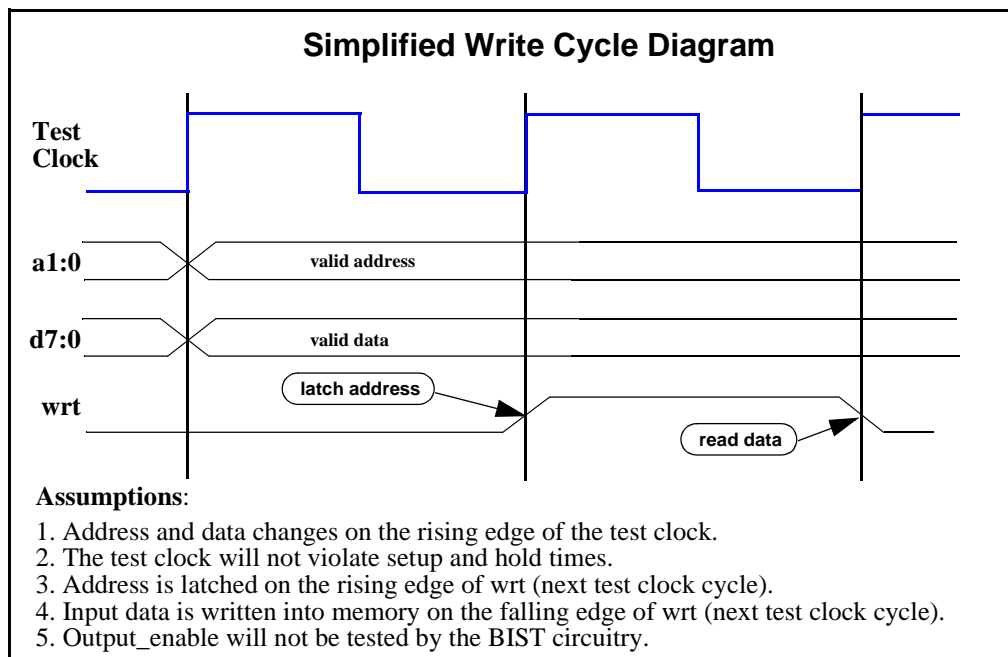 Simplified Write Cycle Diagram
Test
Clock
a1:0
valid address
d7:0
valid data
latch address
wrt
read data
Assumptions:
1. Address and data changes on the rising edge of the test clock.
2. The test clock will not violate setup and hold times.
3. Address is latched on the rising edge of wrt (next test clock cycle).
4. Input data is written into memory on the falling edge of wrt (next test clock cycle).
5. Output_enable will not be tested by the BIST circuitry.